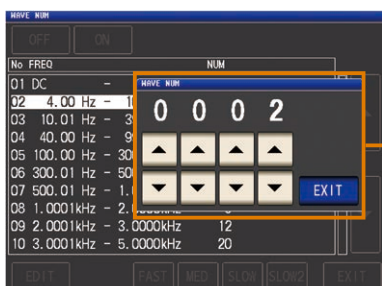 WAVE NUM
OFF ON
No FREQ NUM
01 DC -
WAVE NUM
02 4.00 Hz -
0 0 0 2
03 10.01 Hz -
04 40.00 Hz -
05 100.00 Hz -
06 300.01 Hz -
07 500.01 Hz -
EXIT
08 1.0001kHz -
09 2.0001kHz - 3.0000kHz 12
10 3.0001kHz - 5.0000kHz 20
EDIT FAST MED SLOW SLOW2 EXIT